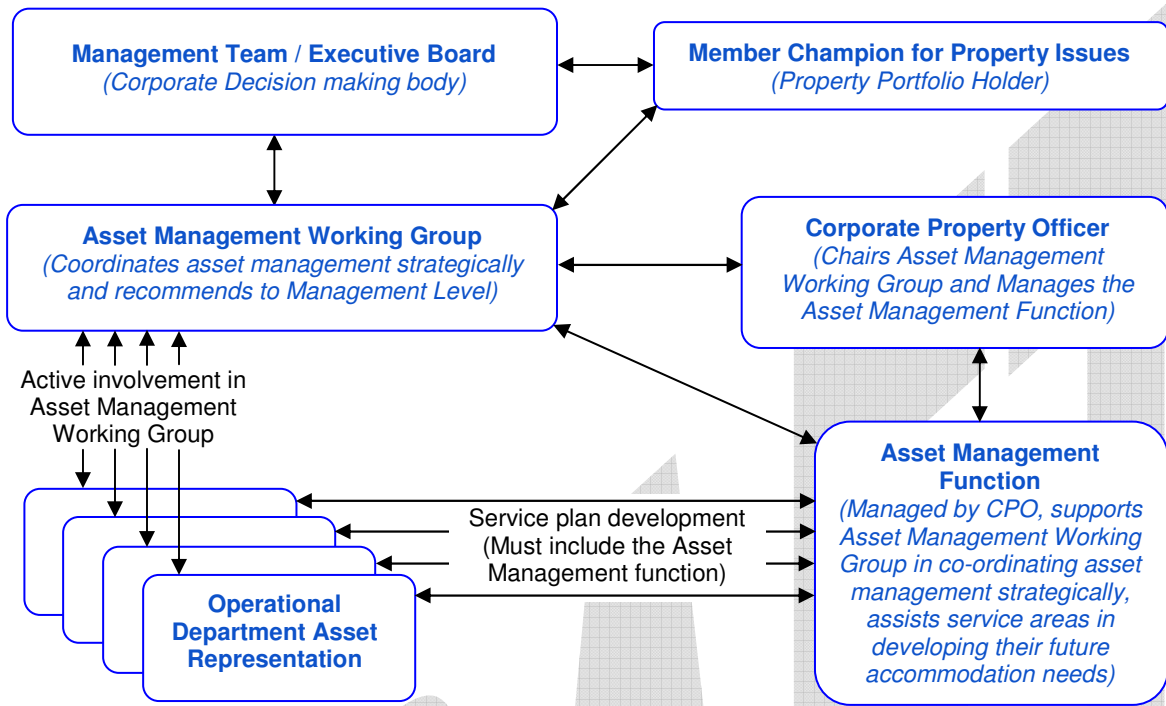 Management Team / Executive Board
(Corporate Decision making body)
Member Champion for Property Issues
(Property Portfolio Holder)
Asset Management Working Group
(Coordinates asset management strategically
and recommends to Management Level)
Corporate Property Officer
(Chairs Asset Management
Working Group and Manages the
Asset Management Function)
Active involvement in
Asset Management
Working Group
Service plan development
(Must include the Asset
Management function)
Asset Management
Function
(Managed by CPO, supports
Asset Management Working
Group in co-ordinating asset
management strategically,
assists service areas in
developing their future
accommodation needs)
Operational
Department Asset
Representation